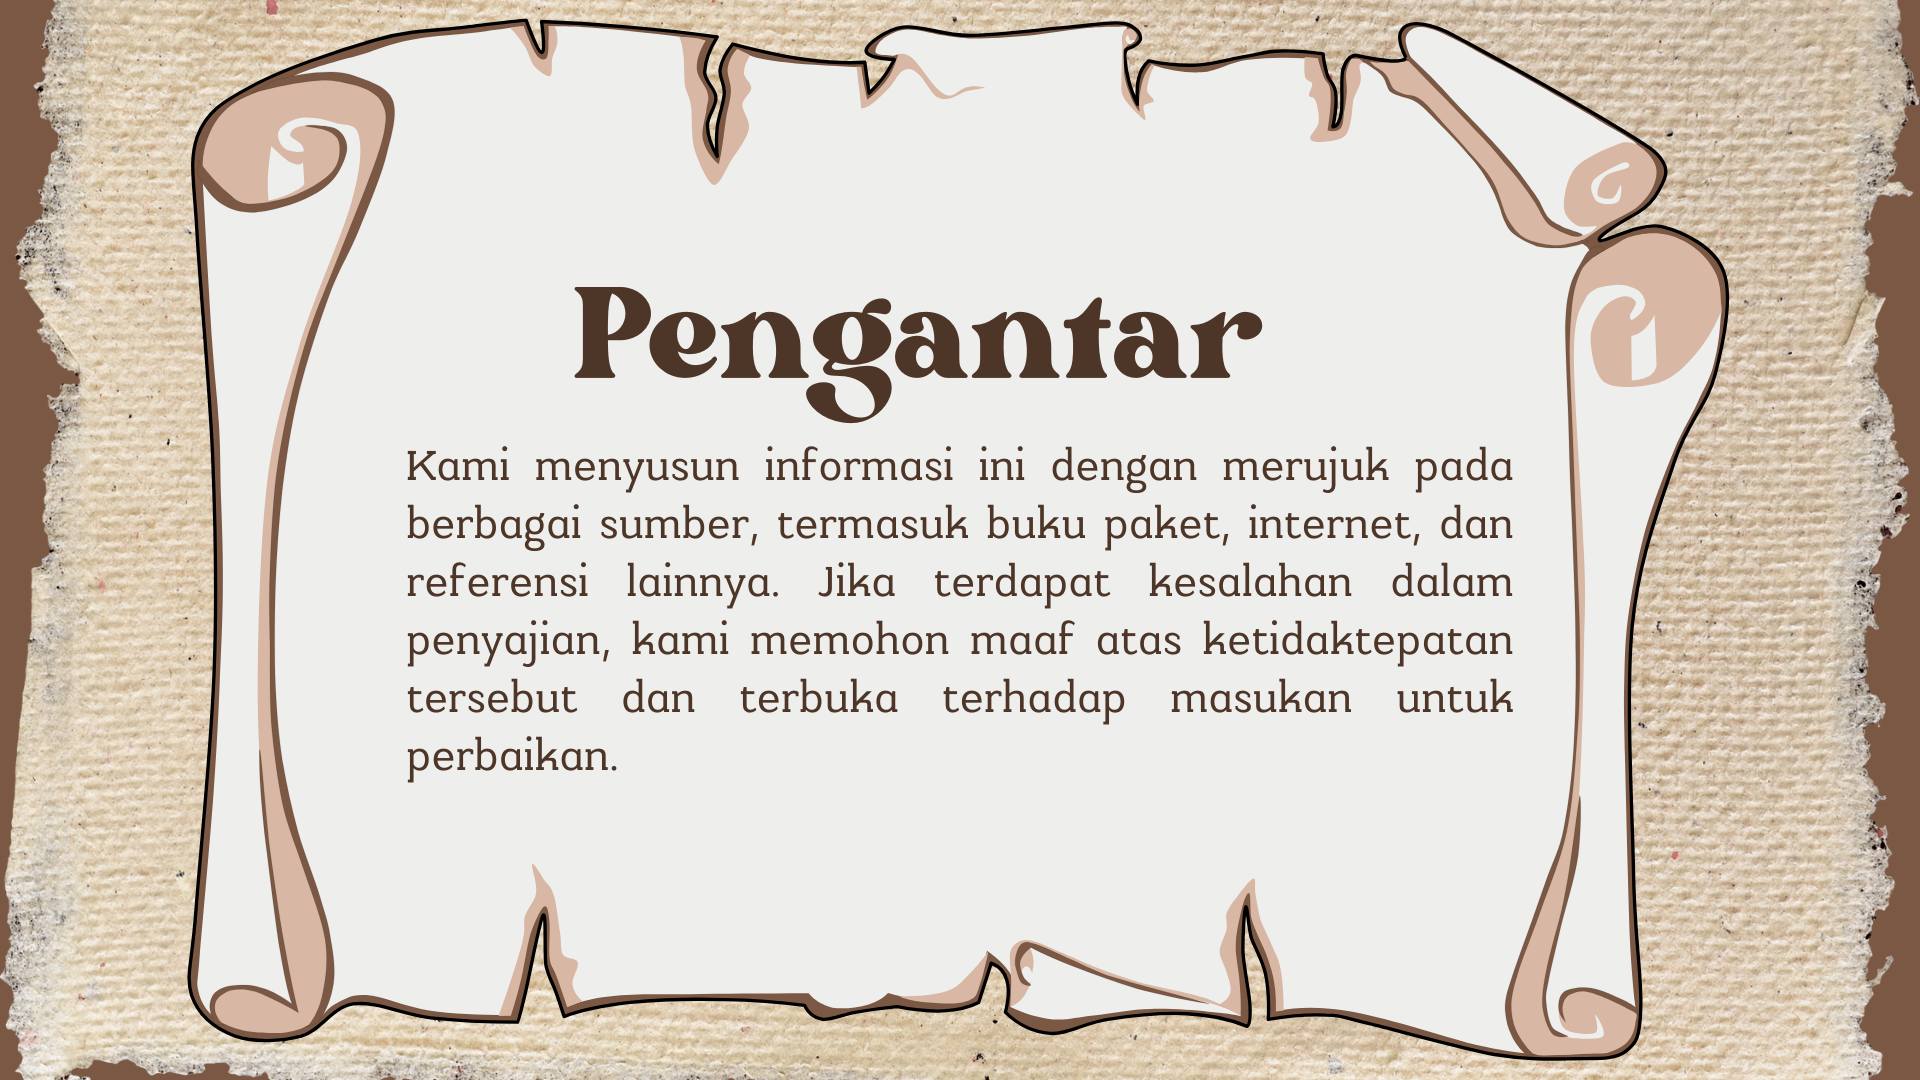 Pengantar
Kami menyusun informasi ini dengan merujuk pada
berbagai sumber, termasuk buku paket, internet, dan
referensi lainnya. Jika terdapat kesalahan dalam
penyajian, kami memohon maaf atas ketidaktepatan
tersebut dan terbuka terhadap masukan untuk
perbaikan.